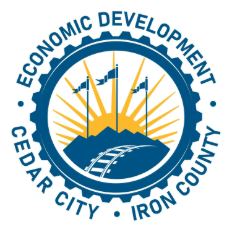 ECONOMIC DEVELOPMENT
CEDAR CITY • IRON COUNTY